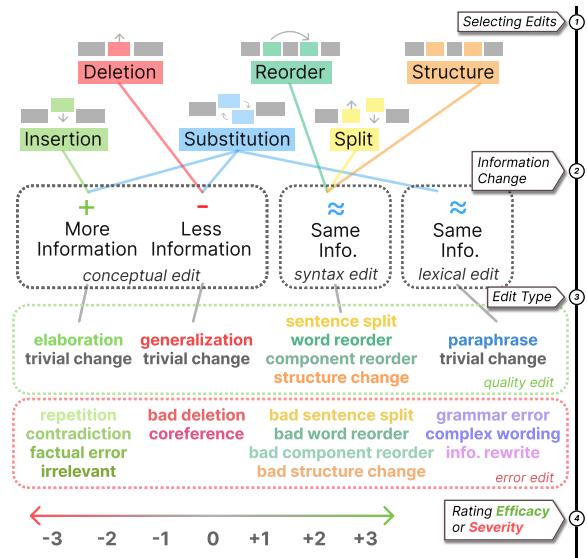 Selecting Edits
1
Deletion
Reorder
Structure
Insertion
Substitution
Split
Information
Change
2
+
-
≈
≈
More
Information
Less
Information
Same
Info.
Same
Info.
conceptual edit
syntax edit
lexical edit
Edit Type
3
elaboration
trivial change
generalization
trivial change
sentence split
word reorder
component reorder
structure change
paraphrase
trivial change
quality edit
repetition
contradiction
factual error
irrelevant
bad deletion
coreference
bad sentence split
bad word reorder
bad component reorder
bad structure change
grammar error
complex wording
info. rewrite
error edit
Rating Efficacy
or Severity
4
-3 -2 -1 0 +1 +2 +3